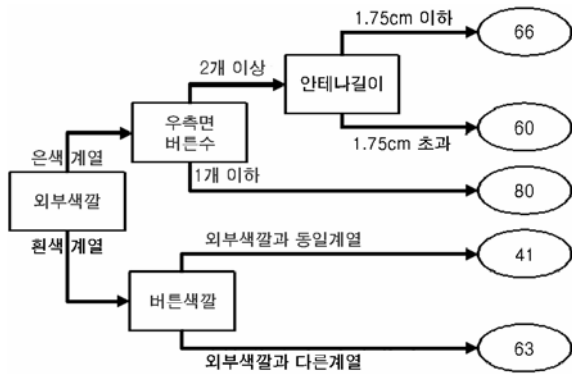 1.75cm 이하
66
2개 이상
안테나길이
우측면
버튼수
60
1.75cm 초과
은색 계열
1개 이하
80
외부색깔
흰색 계열
외부색깔과 동일계열
41
버튼색깔
외부색깔과 다른계열
63